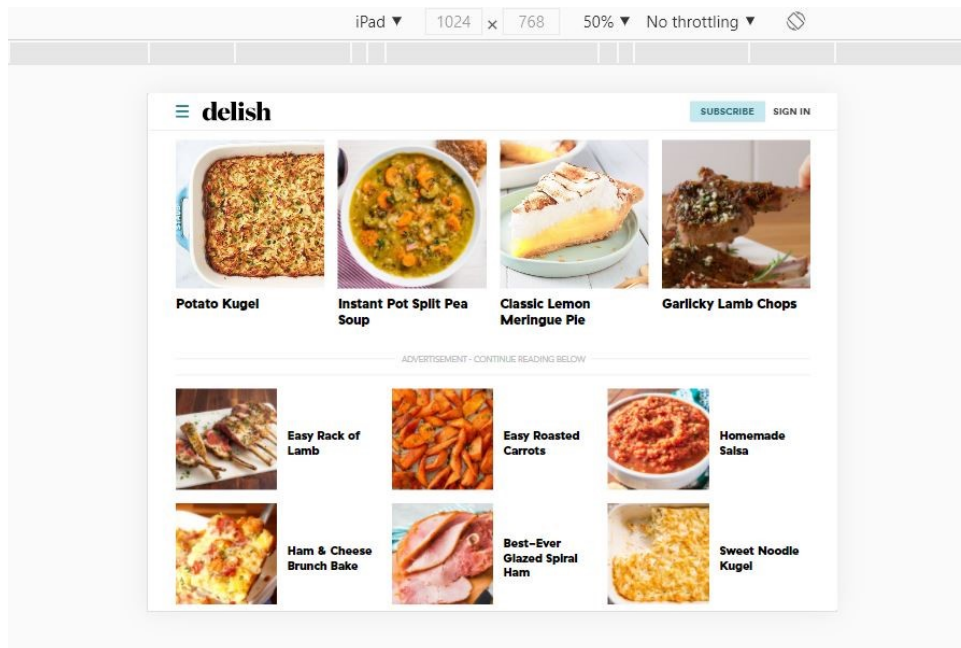 iPad ▼ 1024 × 768 50% ▼ No throttling ▼
delish
SUBSCRIBE SIGN IN
Potato Kugel
Instant Pot Split Pea
Soup
Classic Lemon
Meringue Pie
Garlicky Lamb Chops
ADVERTISEMENT - CONTINUE READING BELOW
Easy Rack of
Lamb
Easy Roasted
Carrots
Homemade
Salsa
Ham & Cheese
Brunch Bake
Best-Ever
Glazed Spiral
Ham
Sweet Noodle
Kugel